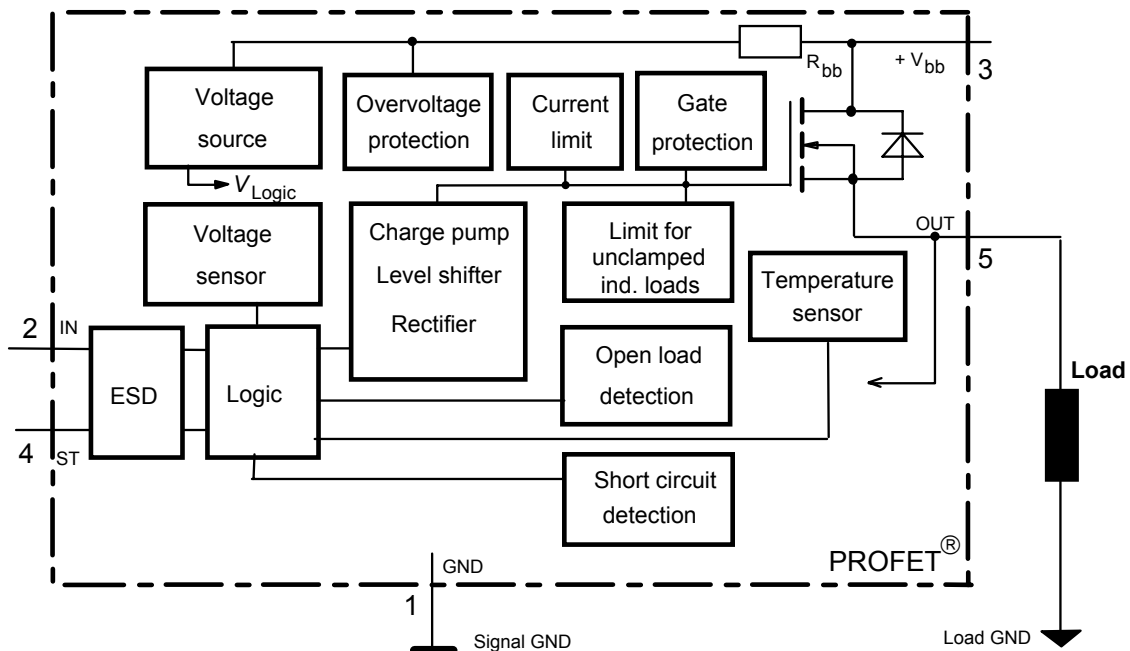 R bb
+ V bb
3
Voltage
source
Overvoltage
protection
Current
limit
Gate
protection
V Logic
Voltage
sensor
Charge pump
Level shifter
Rectifier
Limit for
unclamped
ind. loads
OUT
5
Temperature
sensor
2
IN
ESD
Logic
Open load
detection
Load
4
ST
Short circuit
detection
PROFET®
GND
1
Signal GND
Load GND